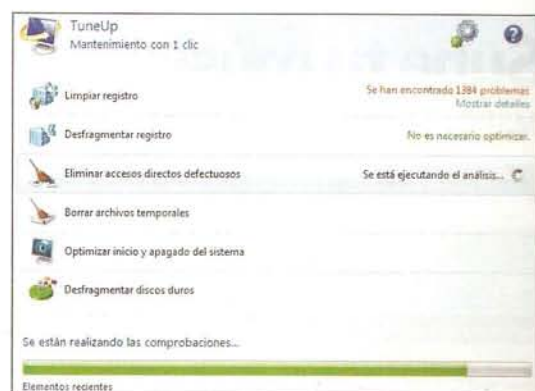 TuneUp
Mantenimiento con 1 clic
Limpiar registro
Se han encontrado 1384 problemas
Mostrar detalles
Desfragmentar registro
No es necesario optimizar.
Eliminar accesos directos defectuosos
Se está ejecutando el análisis...
Borrar archivos temporales
Optimizar inicio y apagado del sistema
Desfragmentar discos duros
Se están realizando las comprobaciones...
Elementos recientes